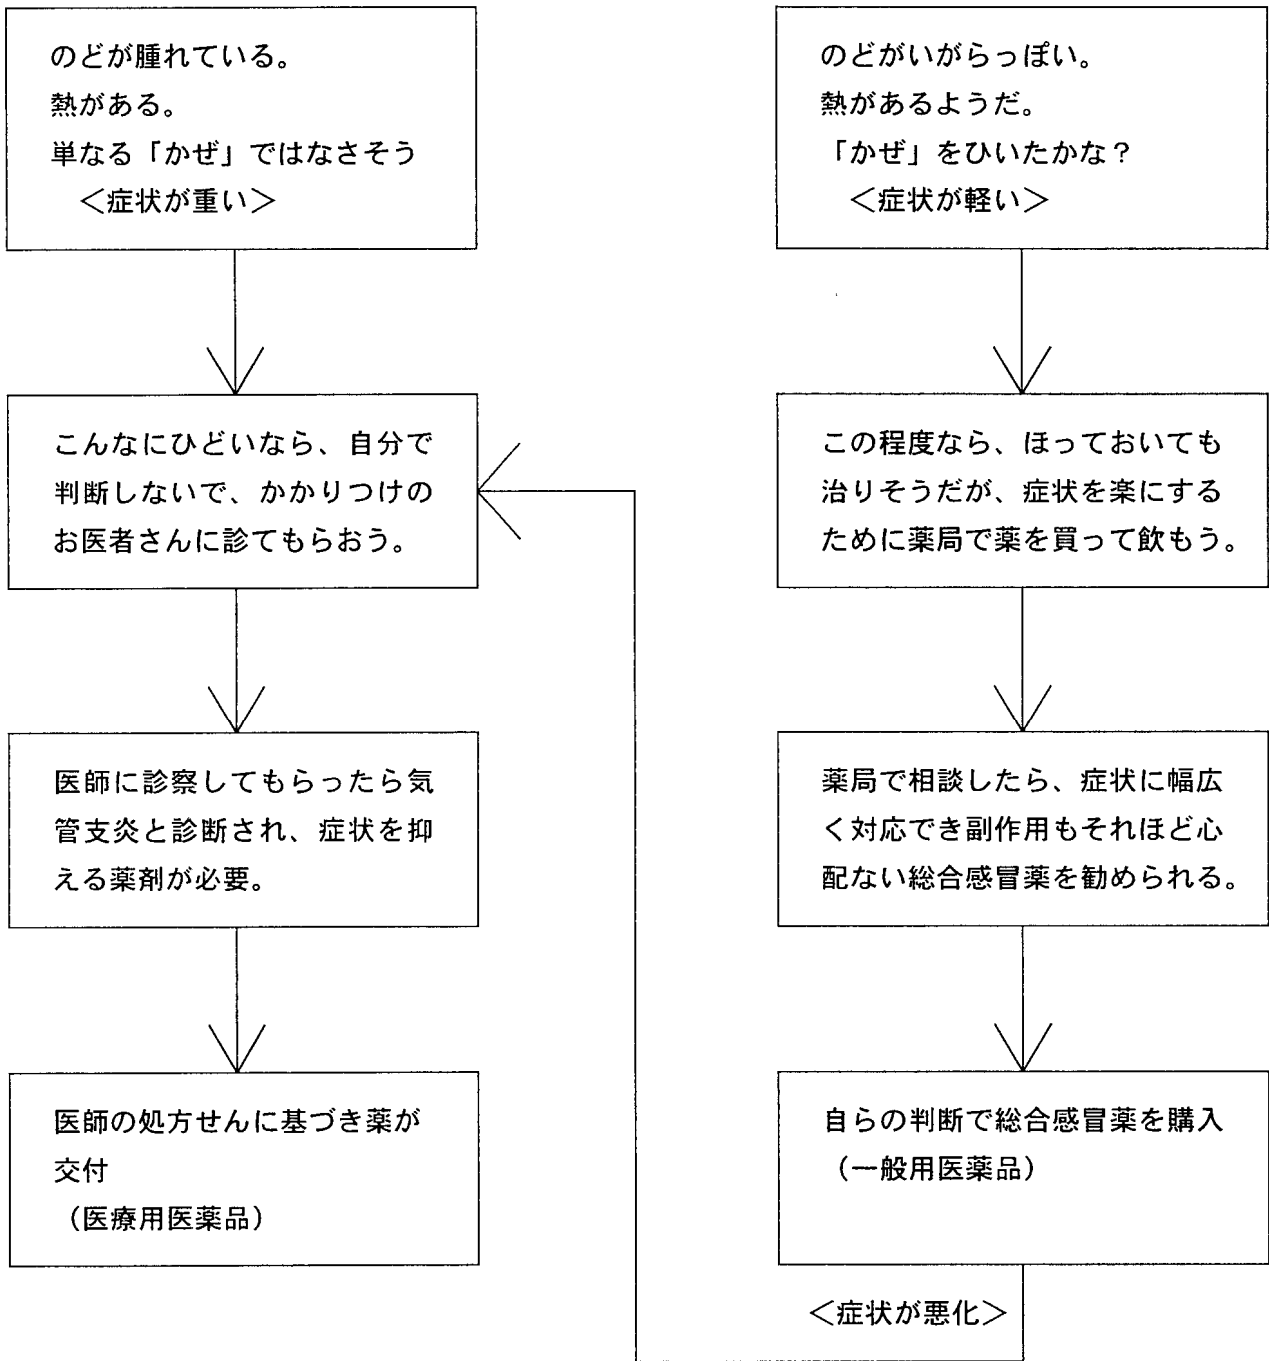 のどが腫れている。
熱がある。
単なる「かぜ」ではなさそう
＜症状が重い＞
こんなにひどいなら、自分で
判断しないで、かかりつけの
お医者さんに診てもらおう。
医師に診察してもらったら気
管支炎と診断され、症状を抑
える薬剤が必要。
医師の処方せんに基づき薬が
交付
（医療用医薬品）
のどがいがらっぽい。
熱があるようだ。
「かぜ」をひいたかな？
＜症状が軽い＞
この程度なら、ほっておいても
治りそうだが、症状を楽にする
ために薬局で薬を買って飲もう。
薬局で相談したら、症状に幅広
く対応でき副作用もそれほど心
配ない総合感冒薬を勧められる。
自らの判断で総合感冒薬を購入
（一般用医薬品）
＜症状が悪化＞